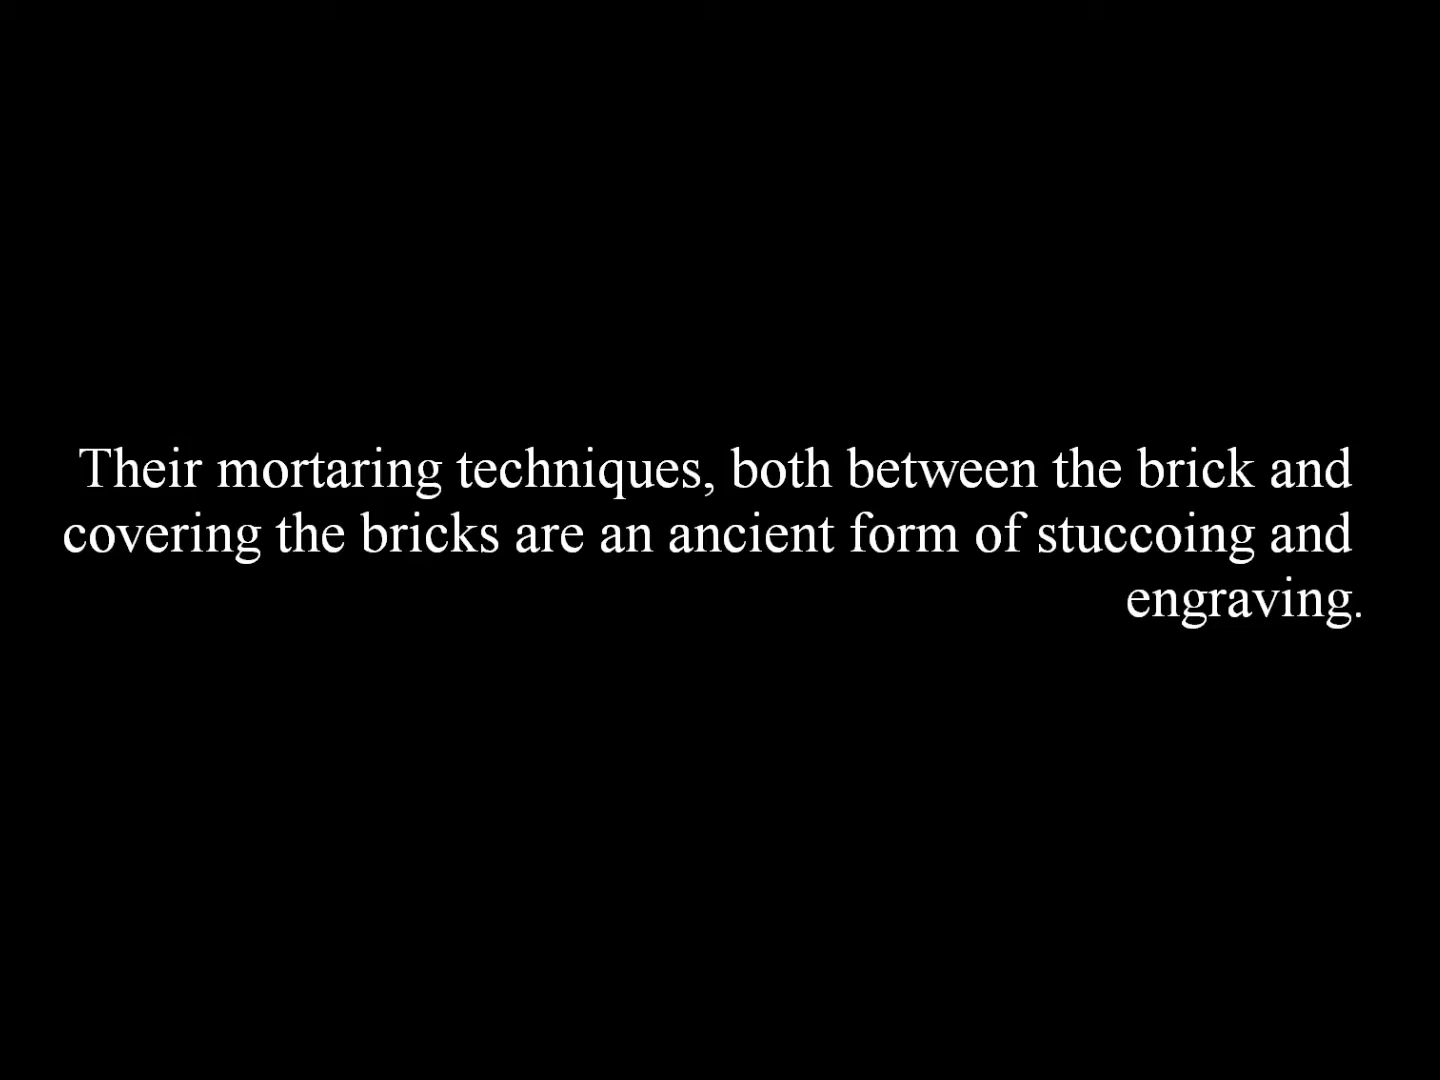 Their mortaring techniques, both between the brick and
covering the bricks are an ancient form of stuccoing and
engraving.